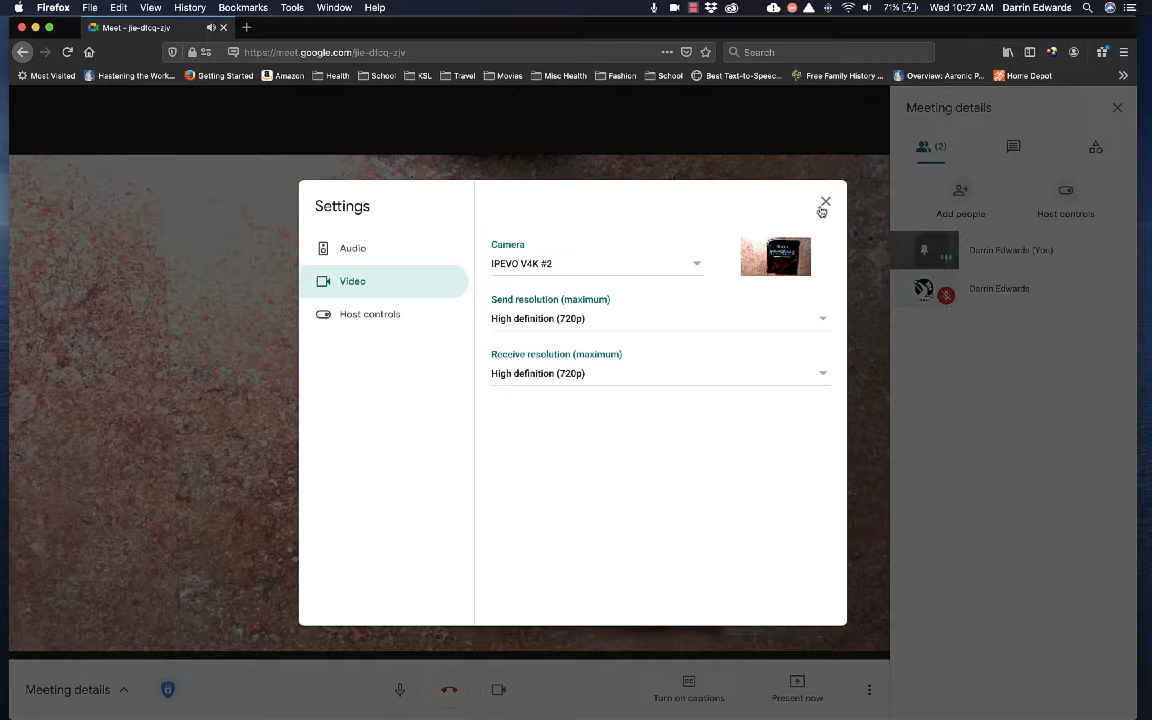 Firefox File Edit View History Bookmarks Tools Window Help 71% Wed 10:27 AM Darrin Edwards
Meet - jie-dfcq-zjv
https://meet.google.com/jie-dfcq-zjv Search
Most Visited Hastening the Work... Getting Started Amazon Health School KSL Travel Movies Misc Health Fashion School Best Text-to-Speec... Free Family History ... Overview: Aaronic P... Home Depot
Meeting details
(2)
Add people Host controls
Darrin Edwards (You)
Darrin Edwards
Settings
Audio
Video
Host controls
Camera
IPEVO V4K #2
Send resolution (maximum)
High definition (720p)
Receive resolution (maximum)
High definition (720p)
Meeting details
Turn on captions
Present now